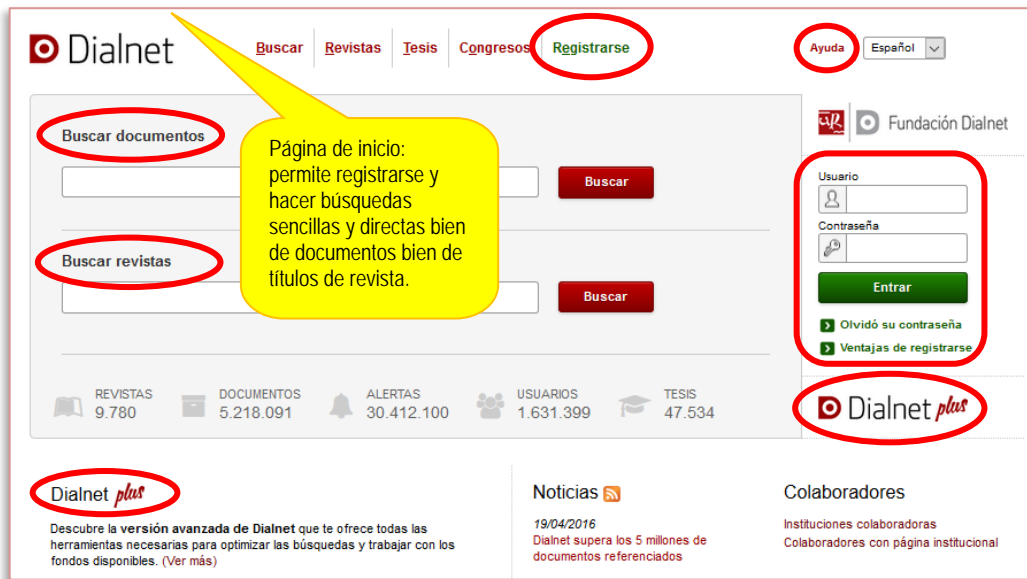 Dialnet
Buscar Revistas Tesis Congresos Registrarse
Ayuda Español
Buscar documentos
Buscar
Buscar revistas
Buscar
Página de inicio:
permite registrarse y
hacer búsquedas
sencillas y directas bien
de documentos bien de
títulos de revista.
REVISTAS
9.780
DOCUMENTOS
5.218.091
ALERTAS
30.412.100
USUARIOS
1.631.399
TESIS
47.534
UR Fundación Dialnet
Usuario
Contraseña
Entrar
Olvidó su contraseña
Ventajas de registrarse
Dialnet plus
Dialnet plus
Descubre la versión avanzada de Dialnet que te ofrece todas las
herramientas necesarias para optimizar las búsquedas y trabajar con los
fondos disponibles. (Ver más)
Noticias
19/04/2016
Dialnet supera los 5 millones de
documentos referenciados
Colaboradores
Instituciones colaboradoras
Colaboradores con página institucional